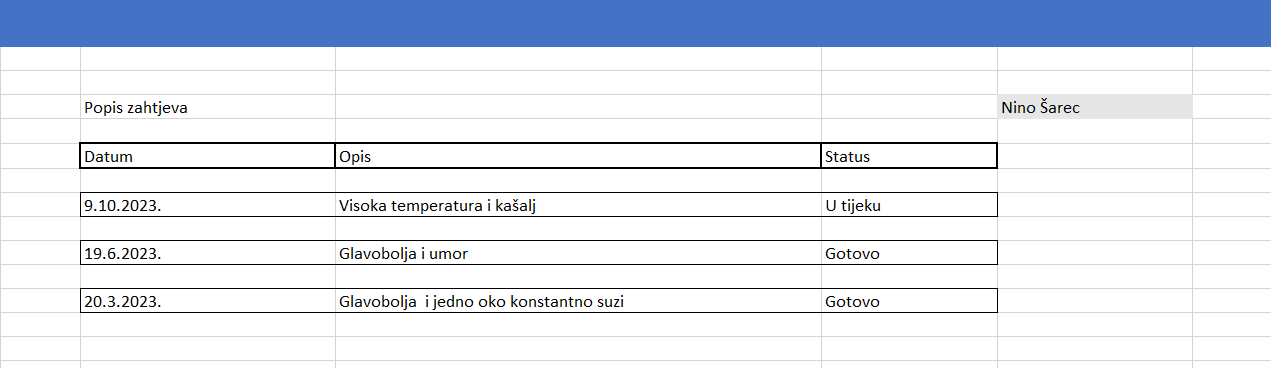 Popis zahtjeva Nino Šarec
Datum Opis Status
9.10.2023. Visoka temperatura i kašalj U tijeku
19.6.2023. Glavobolja i umor Gotovo
20.3.2023. Glavobolja  i jedno oko konstantno suzi Gotovo